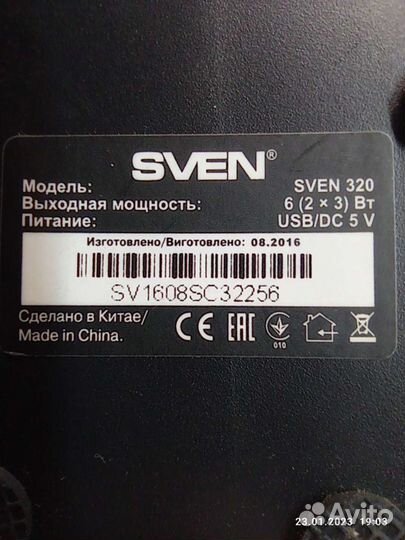 SVEN®
Модель: SVEN 320
Выходная мощность: 6 (2 × 3) Вт
Питание: USB/DC 5 V
Изготовлено/Виготовлено: 08.2016
SV1608SC32256
Сделано в Китае/
Made in China.
CE EAC 010
23.01.2023 19:03
Avito